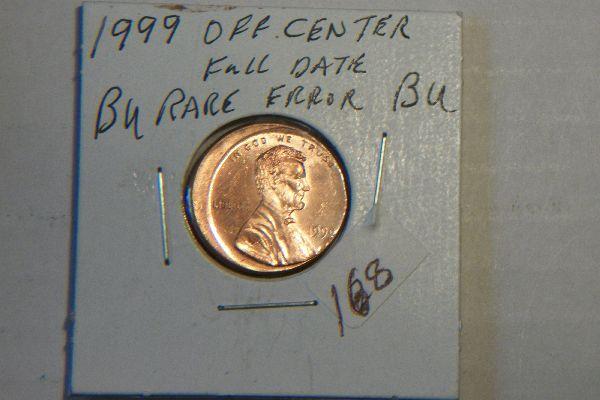 1999 OFF. CENTER
FULL DATE
BU RARE ERROR BU
IN GOD WE TRUST
LIBERTY
1999
168